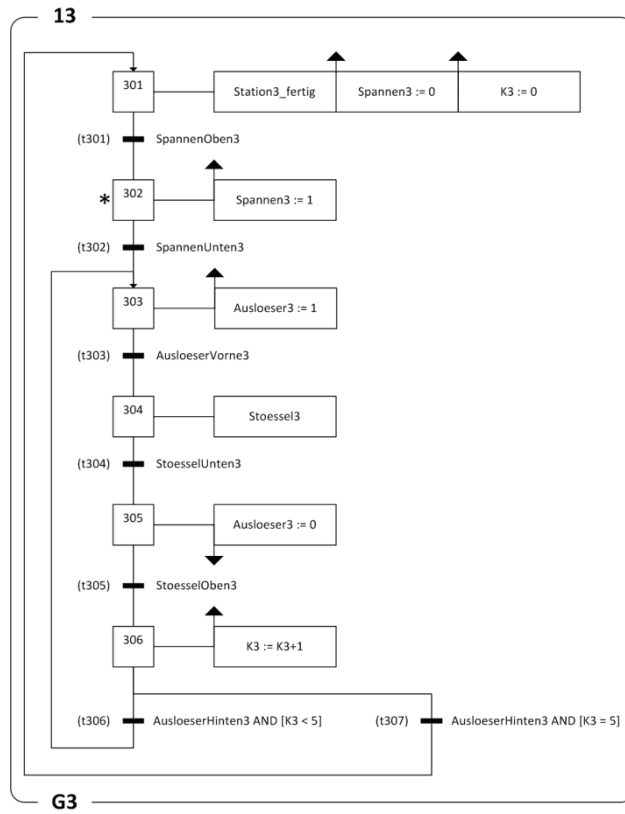 13
301
Station3_fertig
Spannen3 := 0
K3 := 0
(t301)
SpannenOben3
*
302
Spannen3 := 1
(t302)
SpannenUnten3
303
Ausloeser3 := 1
(t303)
AusloeserVorne3
304
Stoessel3
(t304)
StoesselUnten3
305
Ausloeser3 := 0
(t305)
StoesselOben3
306
K3 := K3+1
(t306)
AusloeserHinten3 AND [K3 < 5]
(t307)
AusloeserHinten3 AND [K3 = 5]
G3